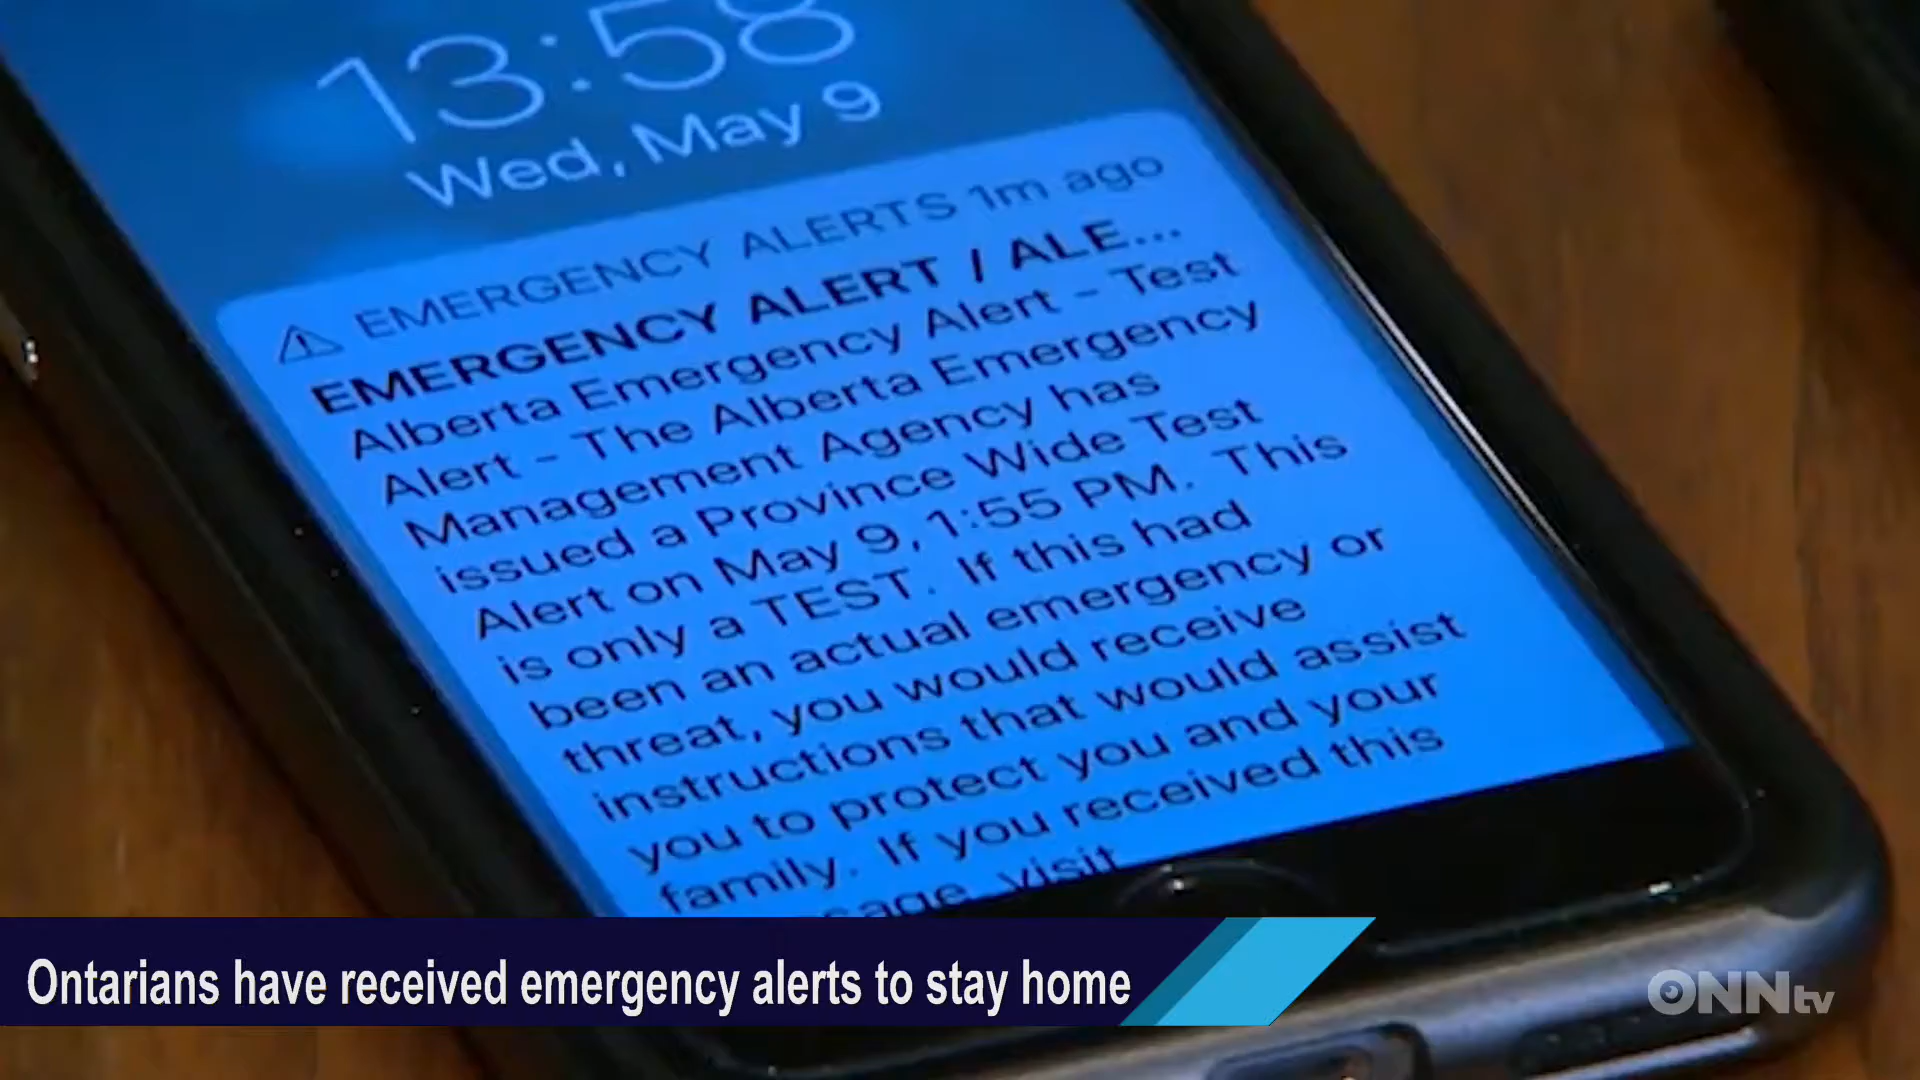 13:58
Wed, May 9
EMERGENCY ALERTS 1m ago
EMERGENCY ALERT / ALE...
Alberta Emergency Alert – Test
Alert – The Alberta Emergency
Management Agency has
issued a Province Wide Test
Alert on May 9, 1:55 PM. This
is only a TEST. If this had
been an actual emergency or
threat, you would receive
instructions that would assist
you to protect you and your
family. If you received this
visit
Ontarians have received emergency alerts to stay home
ONNtv